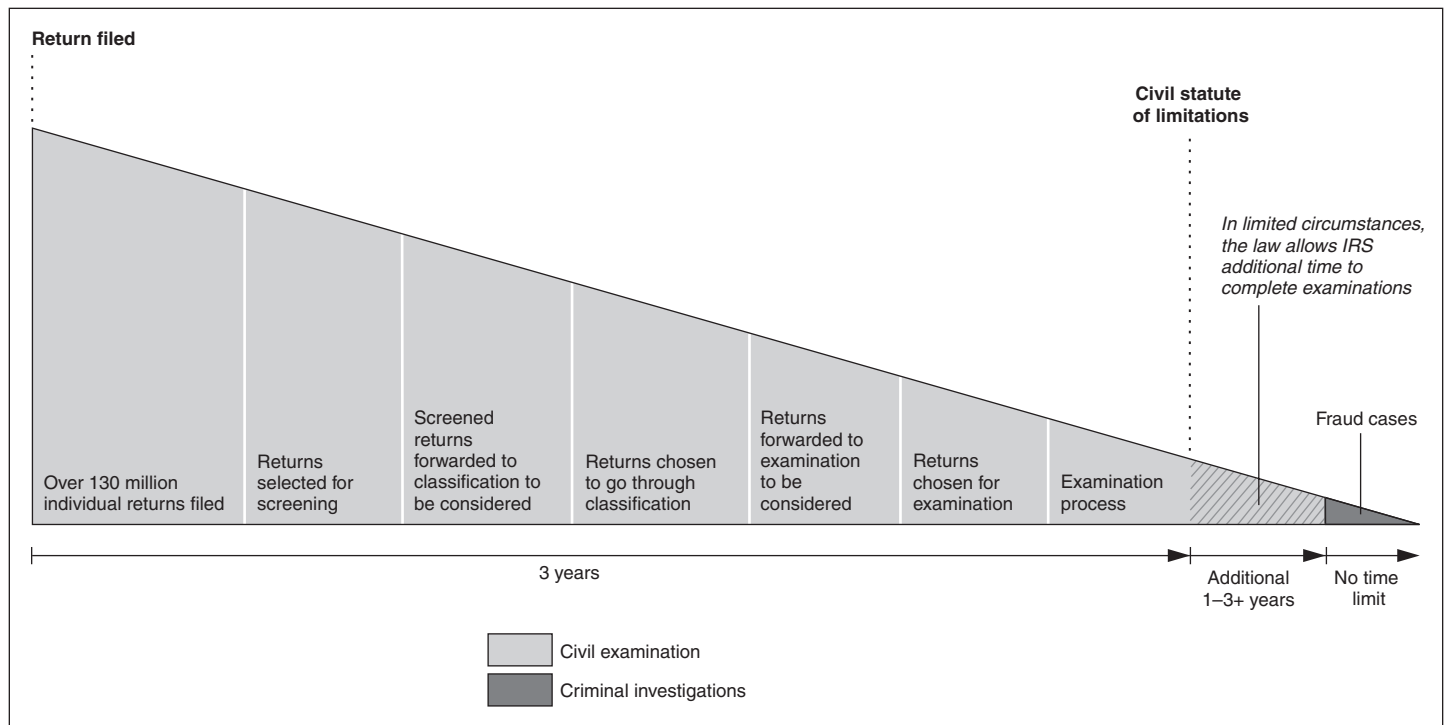 Return filed
Civil statute
of limitations
In limited circumstances,
the law allows IRS
additional time to
complete examinations
Fraud cases
Over 130 million
individual returns filed
Returns
selected for
screening
Screened
returns
forwarded to
classification to
be considered
Returns chosen
to go through
classification
Returns
forwarded to
examination
to be
considered
Returns
chosen for
examination
Examination
process
3 years
Additional
1–3+ years
No time
limit
Civil examination
Criminal investigations